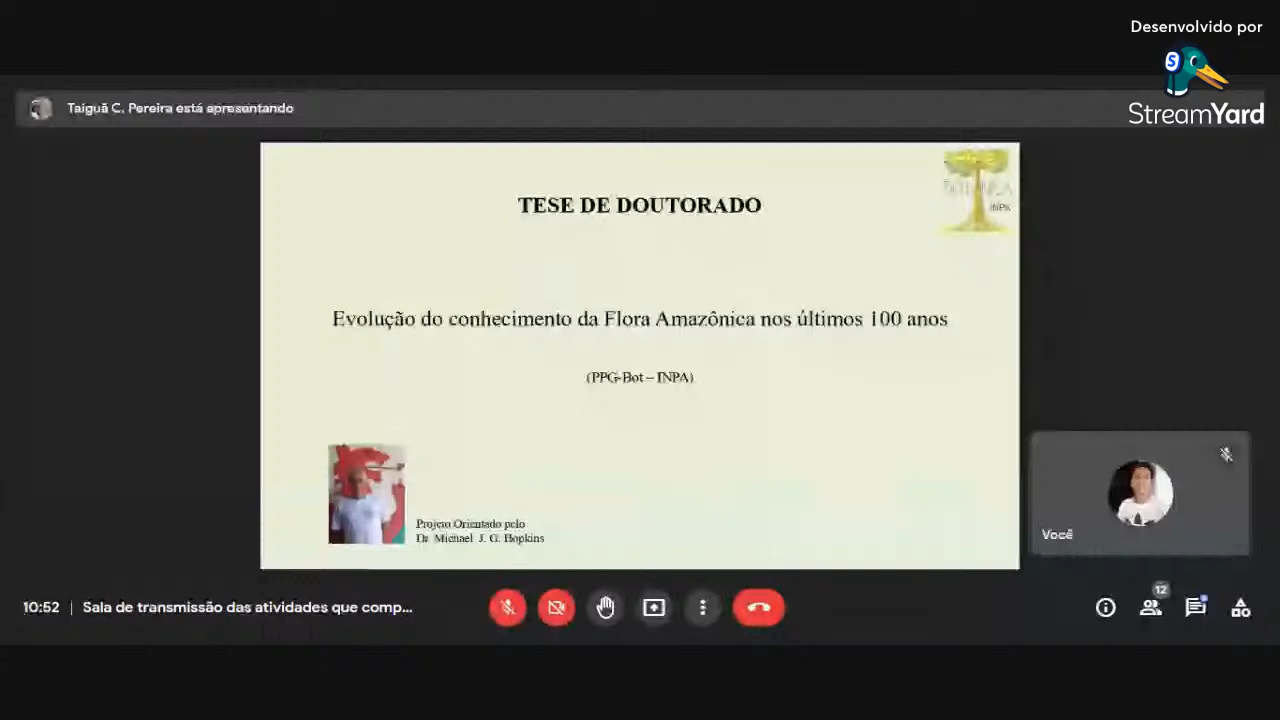 Desenvolvido por
StreamYard
Taiguã C. Pereira está apresentando
INPA
TESE DE DOUTORADO
Evolução do conhecimento da Flora Amazônica nos últimos 100 anos
(PPG-Bot – INPA)
Projeto Orientado pelo
Dr. Michael J. G. Hopkins
Você
10:52 | Sala de transmissão das atividades que comp...
12